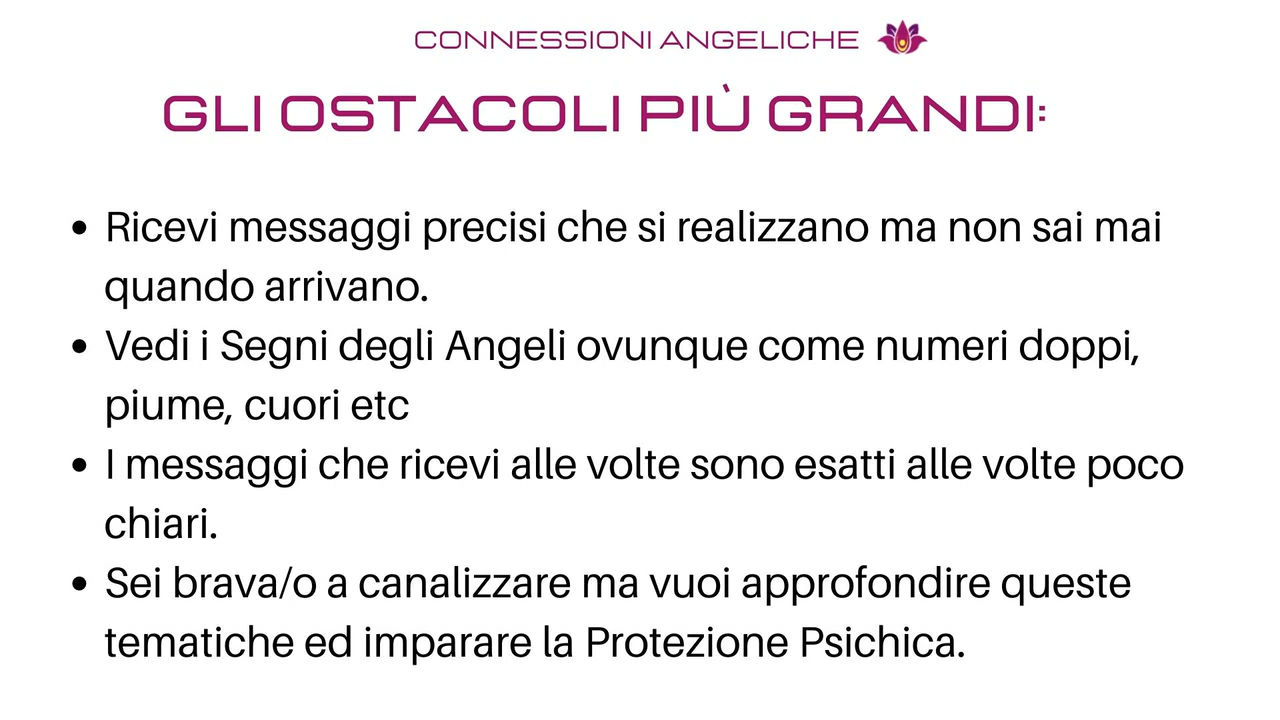 CONNESSIONI ANGELICHE
GLI OSTACOLI PIÙ GRANDI:
• Ricevi messaggi precisi che si realizzano ma non sai mai
quando arrivano.
• Vedi i Segni degli Angeli ovunque come numeri doppi,
piume, cuori etc
• I messaggi che ricevi alle volte sono esatti alle volte poco
chiari.
• Sei brava/o a canalizzare ma vuoi approfondire queste
tematiche ed imparare la Protezione Psichica.